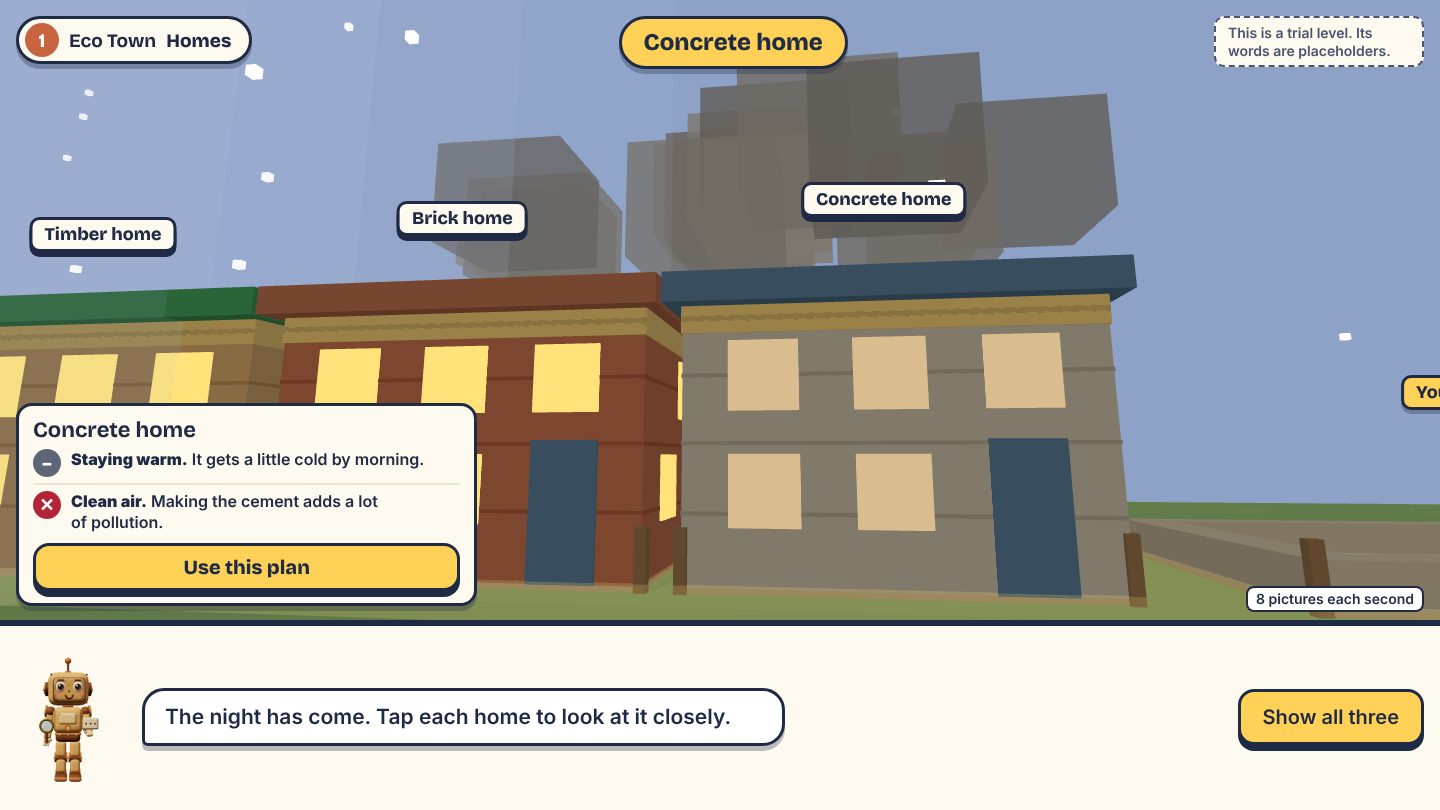 1 Eco Town Homes
Concrete home
This is a trial level. Its
words are placeholders.
Timber home
Brick home
Concrete home
You
Concrete home
Staying warm. It gets a little cold by morning.
Clean air. Making the cement adds a lot
of pollution.
Use this plan
8 pictures each second
The night has come. Tap each home to look at it closely.
Show all three